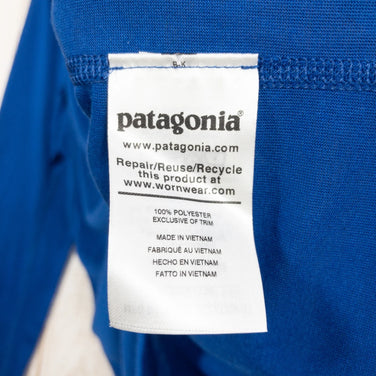 B-K
patagonia®
www.patagonia.com
Repair/Reuse/Recycle
this product at
www.wornwear.com
100% POLYESTER
EXCLUSIVE OF TRIM
MADE IN VIETNAM
FABRIQUÉ AU VIETNAM
HECHO EN VIETNAM
FATTO IN VIETNAM